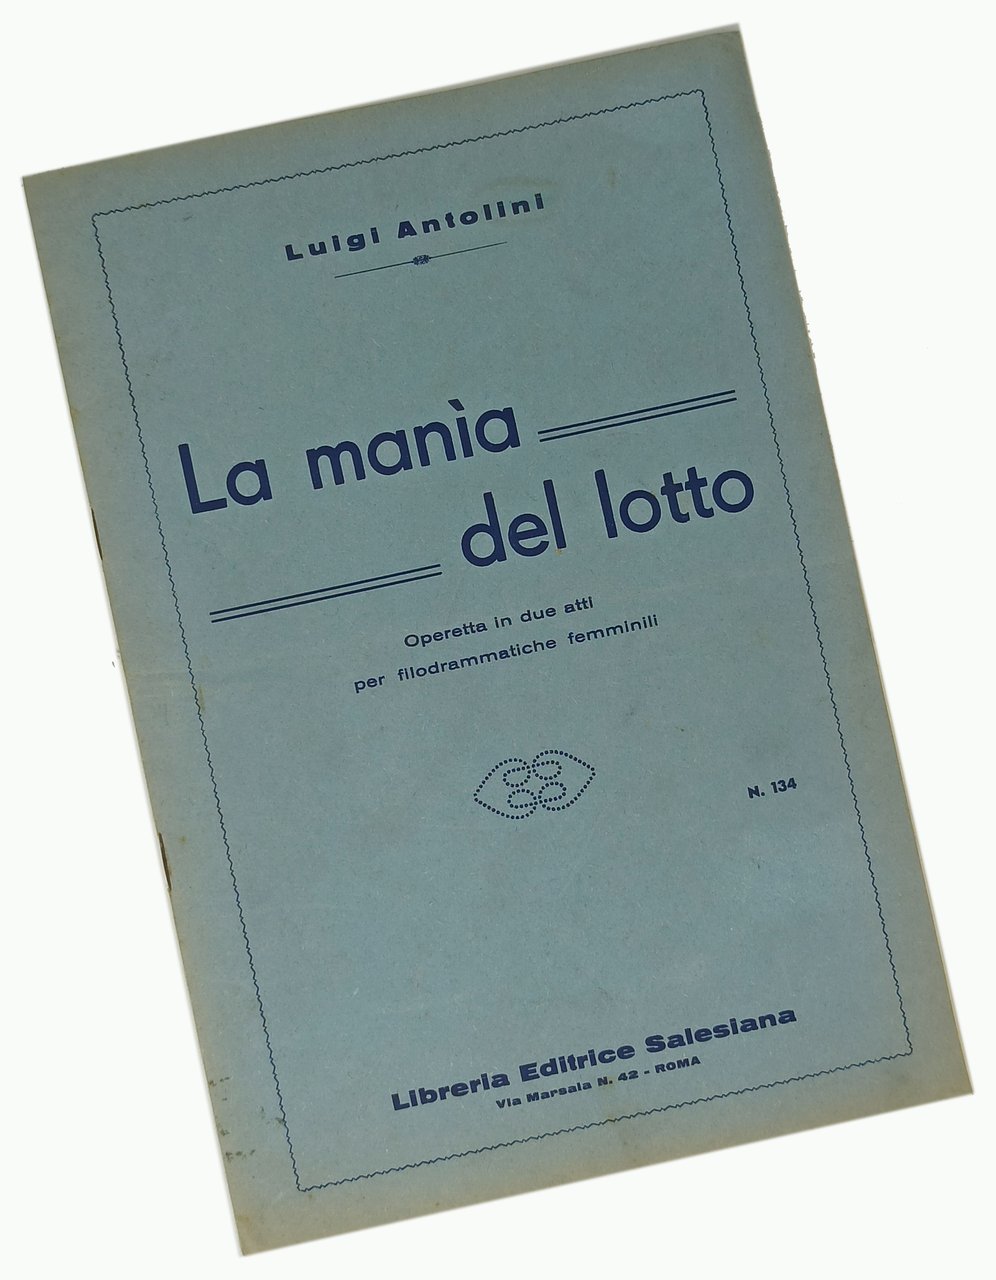 Luigi Antolini
La manìa
del lotto
Operetta in due atti
per filodrammatiche femminili
N. 134
Libreria Editrice Salesiana
Via Marsala N. 42 - ROMA